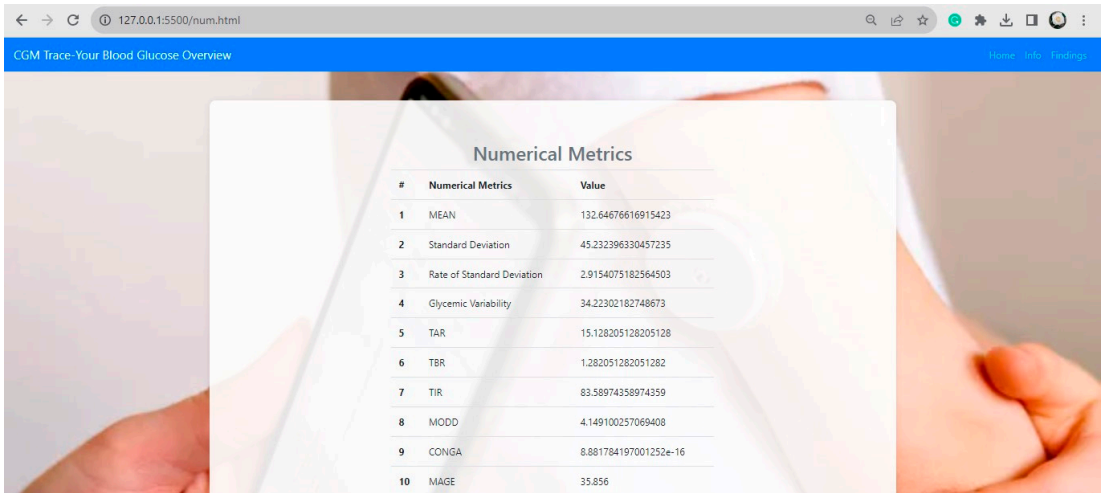 127.0.0.1:5500/num.html
CGM Trace-Your Blood Glucose Overview Home Info Findings
Numerical Metrics
# Numerical Metrics Value
1 MEAN 132.64676616915423
2 Standard Deviation 45.232396330457235
3 Rate of Standard Deviation 2.9154075182564503
4 Glycemic Variability 34.22302182748673
5 TAR 15.128205128205128
6 TBR 1.282051282051282
7 TIR 83.58974358974359
8 MODD 4.149100257069408
9 CONGA 8.881784197001252e-16
10 MAGE 35.856